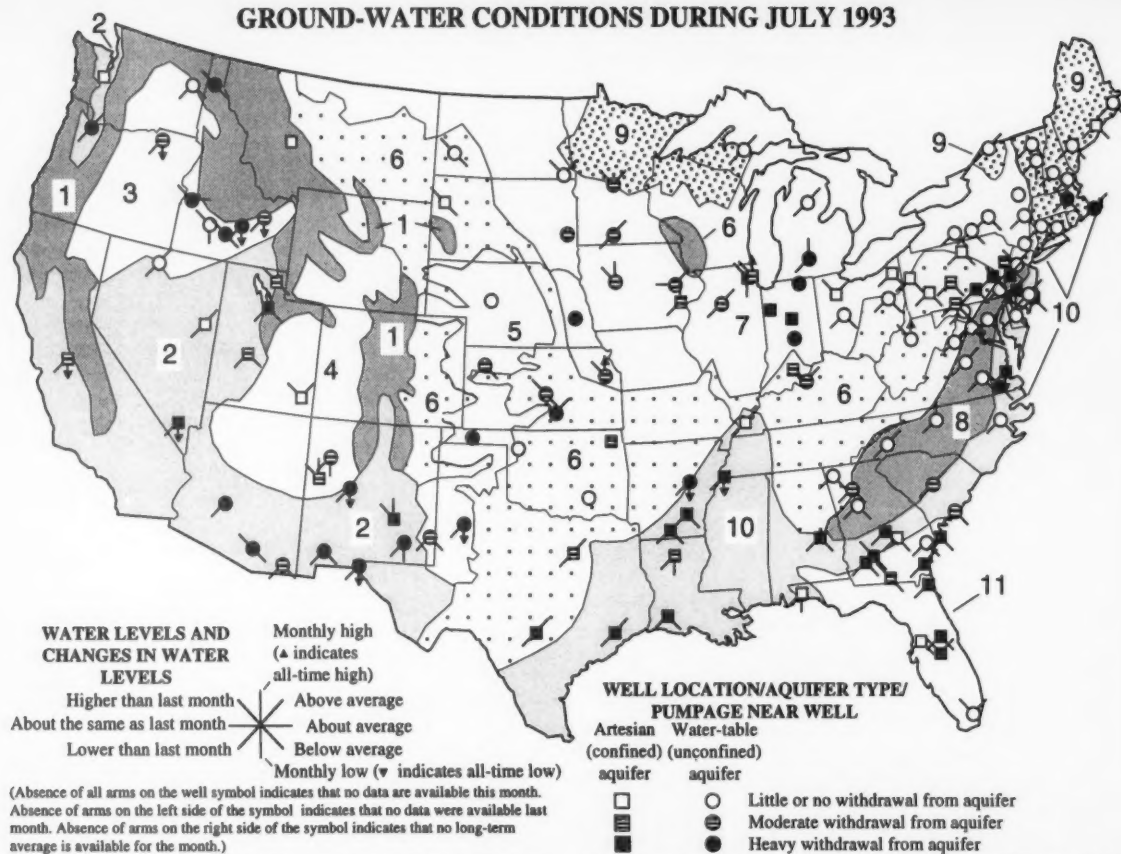 GROUND-WATER CONDITIONS DURING JULY 1993
2
9
9
9
6
1
3
1
6
10
5
7
2
1
4
6
6
8
6
2
10
11
WATER LEVELS AND
CHANGES IN WATER
LEVELS
Monthly high
(▲ indicates
all-time high)
Higher than last month
Above average
About the same as last month
About average
Lower than last month
Below average
Monthly low (▼ indicates all-time low)
(Absence of all arms on the well symbol indicates that no data are available this month.
Absence of arms on the left side of the symbol indicates that no data were available last
month. Absence of arms on the right side of the symbol indicates that no long-term
average is available for the month.)
WELL LOCATION/AQUIFER TYPE/
PUMPAGE NEAR WELL
Artesian Water-table
(confined) (unconfined)
aquifer aquifer
Little or no withdrawal from aquifer
Moderate withdrawal from aquifer
Heavy withdrawal from aquifer